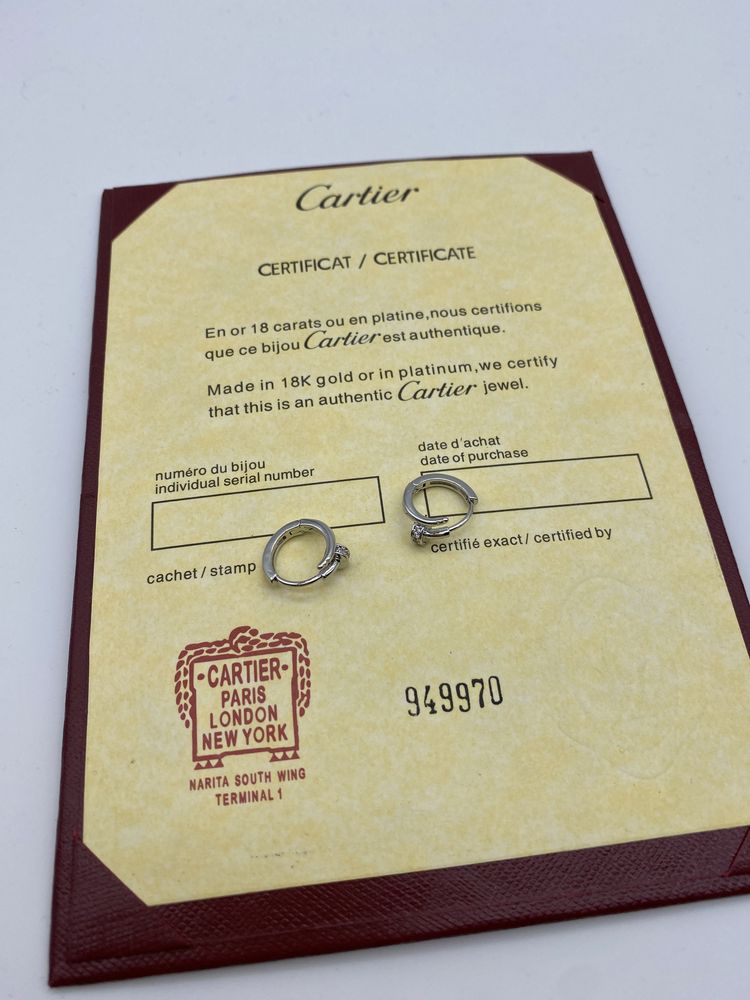 Cartier
CERTIFICAT / CERTIFICATE
En or 18 carats ou en platine,nous certifions
que ce bijou Cartier est authentique.
Made in 18K gold or in platinum,we certify
that this is an authentic Cartier jewel.
numéro du bijou
individual serial number
date d'achat
date of purchase
cachet / stamp
certifié exact / certified by
·CARTIER·
PARIS
LONDON
NEW YORK
NARITA SOUTH WING
TERMINAL 1
949970